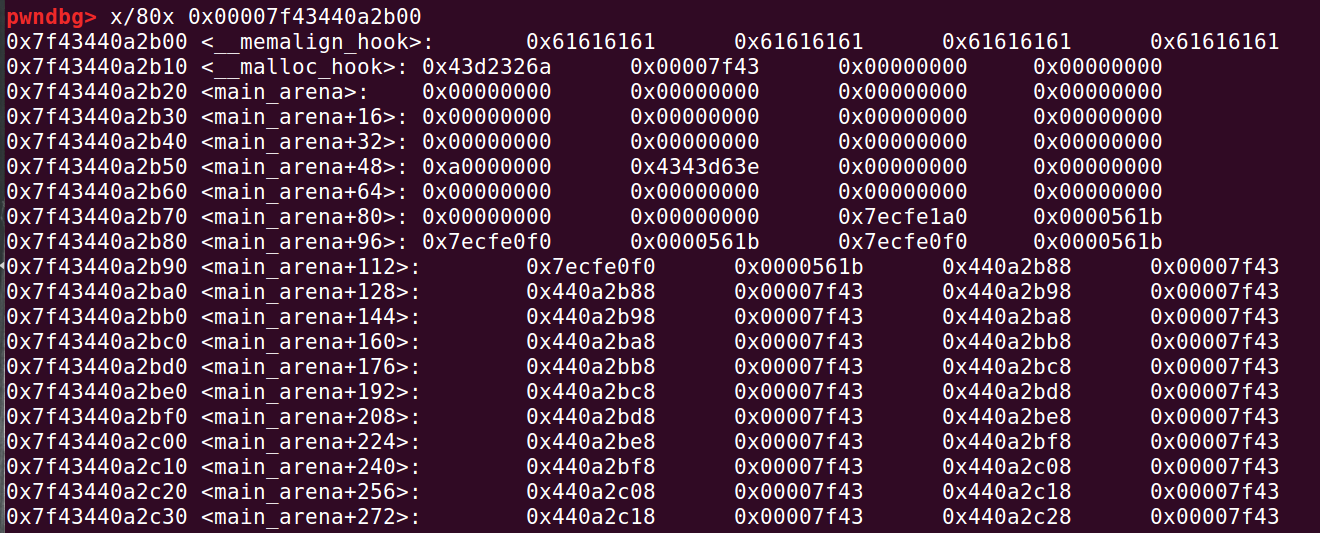 pwndbg> x/80x 0x00007f43440a2b00
0x7f43440a2b00 <__memalign_hook>: 0x61616161 0x61616161 0x61616161 0x61616161
0x7f43440a2b10 <__malloc_hook>: 0x43d2326a 0x00007f43 0x00000000 0x00000000
0x7f43440a2b20 <main_arena>: 0x00000000 0x00000000 0x00000000 0x00000000
0x7f43440a2b30 <main_arena+16>: 0x00000000 0x00000000 0x00000000 0x00000000
0x7f43440a2b40 <main_arena+32>: 0x00000000 0x00000000 0x00000000 0x00000000
0x7f43440a2b50 <main_arena+48>: 0xa0000000 0x4343d63e 0x00000000 0x00000000
0x7f43440a2b60 <main_arena+64>: 0x00000000 0x00000000 0x00000000 0x00000000
0x7f43440a2b70 <main_arena+80>: 0x00000000 0x00000000 0x7ecfe1a0 0x0000561b
0x7f43440a2b80 <main_arena+96>: 0x7ecfe0f0 0x0000561b 0x7ecfe0f0 0x0000561b
0x7f43440a2b90 <main_arena+112>: 0x7ecfe0f0 0x0000561b 0x440a2b88 0x00007f43
0x7f43440a2ba0 <main_arena+128>: 0x440a2b88 0x00007f43 0x440a2b98 0x00007f43
0x7f43440a2bb0 <main_arena+144>: 0x440a2b98 0x00007f43 0x440a2ba8 0x00007f43
0x7f43440a2bc0 <main_arena+160>: 0x440a2ba8 0x00007f43 0x440a2bb8 0x00007f43
0x7f43440a2bd0 <main_arena+176>: 0x440a2bb8 0x00007f43 0x440a2bc8 0x00007f43
0x7f43440a2be0 <main_arena+192>: 0x440a2bc8 0x00007f43 0x440a2bd8 0x00007f43
0x7f43440a2bf0 <main_arena+208>: 0x440a2bd8 0x00007f43 0x440a2be8 0x00007f43
0x7f43440a2c00 <main_arena+224>: 0x440a2be8 0x00007f43 0x440a2bf8 0x00007f43
0x7f43440a2c10 <main_arena+240>: 0x440a2bf8 0x00007f43 0x440a2c08 0x00007f43
0x7f43440a2c20 <main_arena+256>: 0x440a2c08 0x00007f43 0x440a2c18 0x00007f43
0x7f43440a2c30 <main_arena+272>: 0x440a2c18 0x00007f43 0x440a2c28 0x00007f43